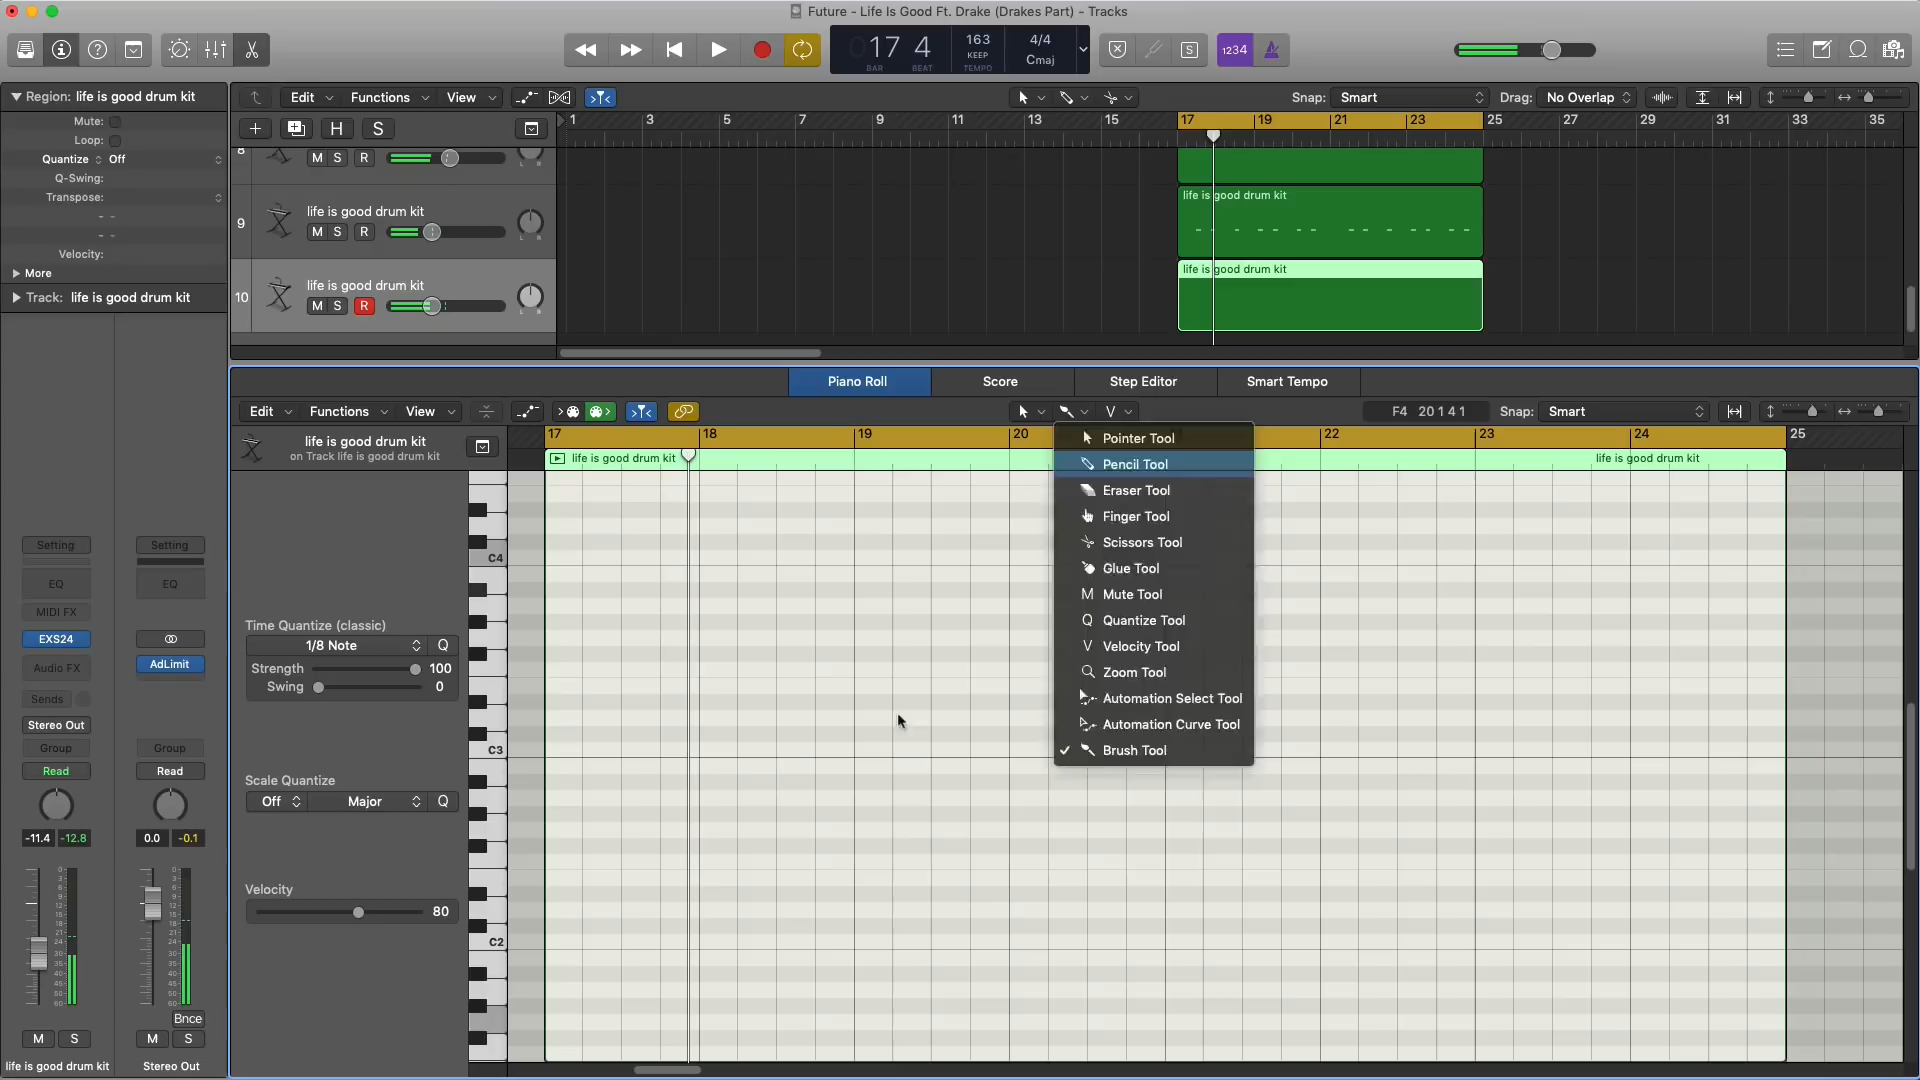 Future - Life Is Good Ft. Drake (Drakes Part) - Tracks
17 4
BAR BEAT
163
KEEP
TEMPO
4/4
Cmaj
S
1234
Region: life is good drum kit
Mute:
Loop:
Quantize Off
Q-Swing:
Transpose:
Velocity:
More
Track: life is good drum kit
Edit Functions View
Snap: Smart
Drag: No Overlap
H S
1 3 5 7 9 11 13 15 17 19 21 23 25 27 29 31 33 35
8
M S R
L R
9
life is good drum kit
M S R
L R
10
life is good drum kit
M S R
L R
life is good drum kit
life is good drum kit
Piano Roll Score Step Editor Smart Tempo
Edit Functions View
V
F4 20 1 4 1
Snap: Smart
life is good drum kit
on Track life is good drum kit
17 18 19 20 22 23 24 25
life is good drum kit
life is good drum kit
Pointer Tool
Pencil Tool
Eraser Tool
Finger Tool
Scissors Tool
Glue Tool
M Mute Tool
Q Quantize Tool
V Velocity Tool
Zoom Tool
Automation Select Tool
Automation Curve Tool
Brush Tool
C4
C3
C2
Time Quantize (classic)
1/8 Note Q
Strength 100
Swing 0
Scale Quantize
Off Major Q
Velocity
80
Setting Setting
EQ EQ
MIDI FX
EXS24
Audio FX AdLimit
Sends
Stereo Out
Group Group
Read Read
-11.4 -12.8 0.0 -0.1
Bnce
M S M S
life is good drum kit Stereo Out